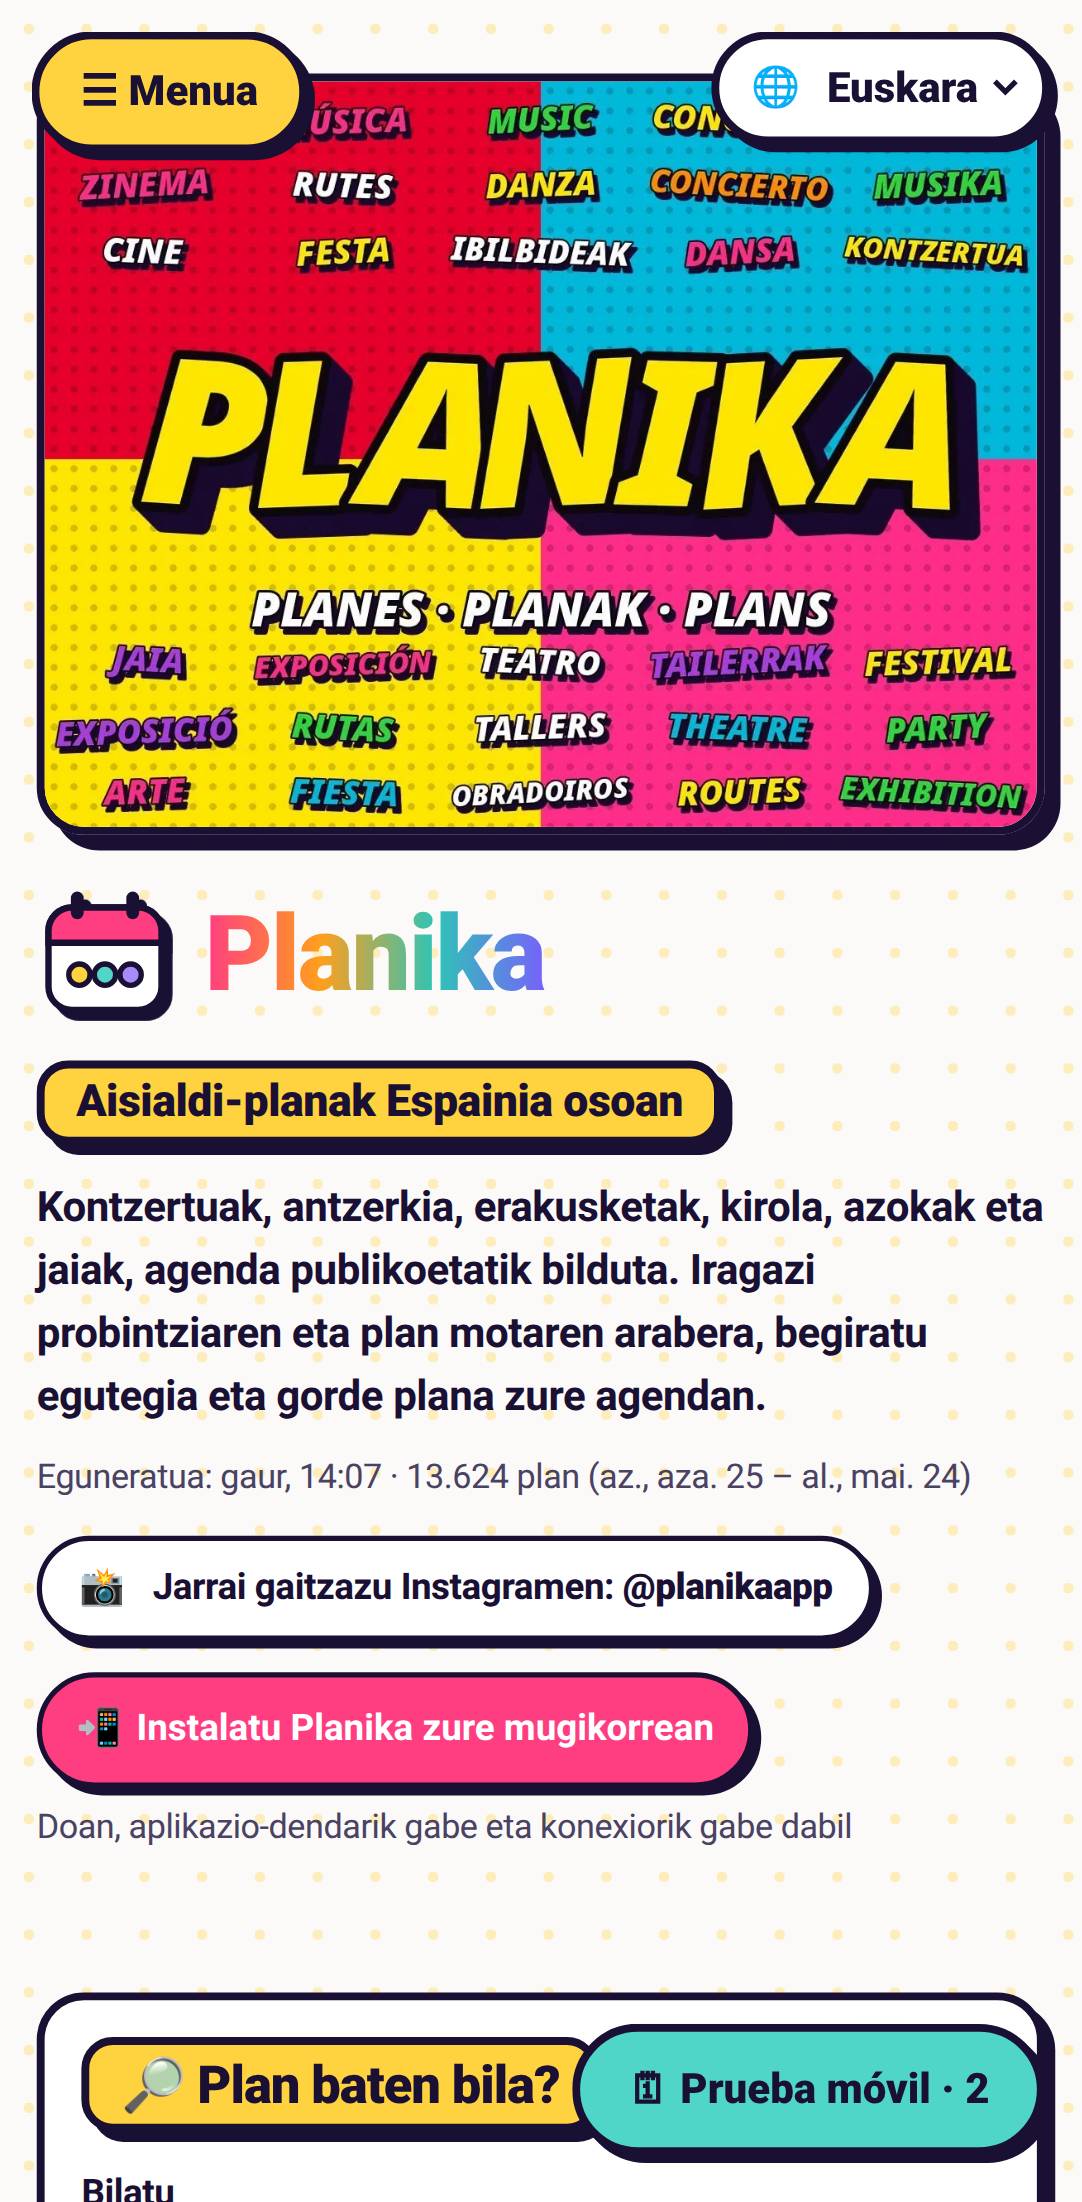 ☰ Menua
Euskara
MUSIC
ZINEMA RUTES DANZA CONCIERTO MUSIKA
CINE FESTA IBILBIDEAK DANSA KONTZERTUA
PLANIKA
PLANES · PLANAK · PLANS
JAIA EXPOSICIÓN TEATRO TAILERRAK FESTIVAL
EXPOSICIÓ RUTAS TALLERS THEATRE PARTY
ARTE FIESTA OBRADOIROS ROUTES EXHIBITION
Planika
Aisialdi-planak Espainia osoan
Kontzertuak, antzerkia, erakusketak, kirola, azokak eta
jaiak, agenda publikoetatik bilduta. Iragazi
probintziaren eta plan motaren arabera, begiratu
egutegia eta gorde plana zure agendan.
Eguneratua: gaur, 14:07 · 13.624 plan (az., aza. 25 – al., mai. 24)
Jarrai gaitzazu Instagramen: @planikaapp
Instalatu Planika zure mugikorrean
Doan, aplikazio-dendarik gabe eta konexiorik gabe dabil
Plan baten bila?
Prueba móvil · 2
Bilatu